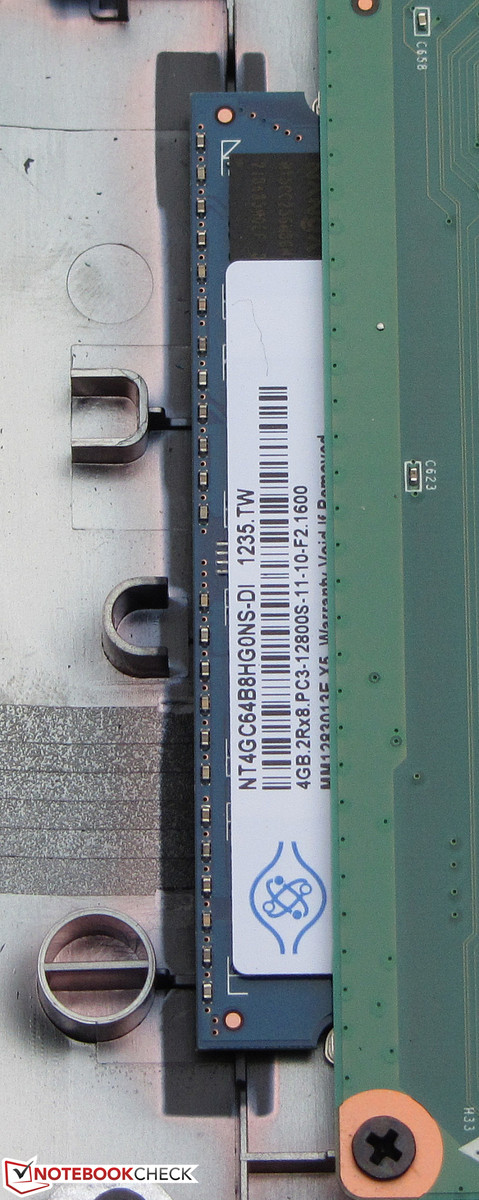 C658
C623
NT4GC64B8HG0NS-DI 1235.TW
4GB.2Rx8.PC3-12800S-11-10-F2.1600
Warranty Void If Removed
H33
NOTEBOOKCHECK